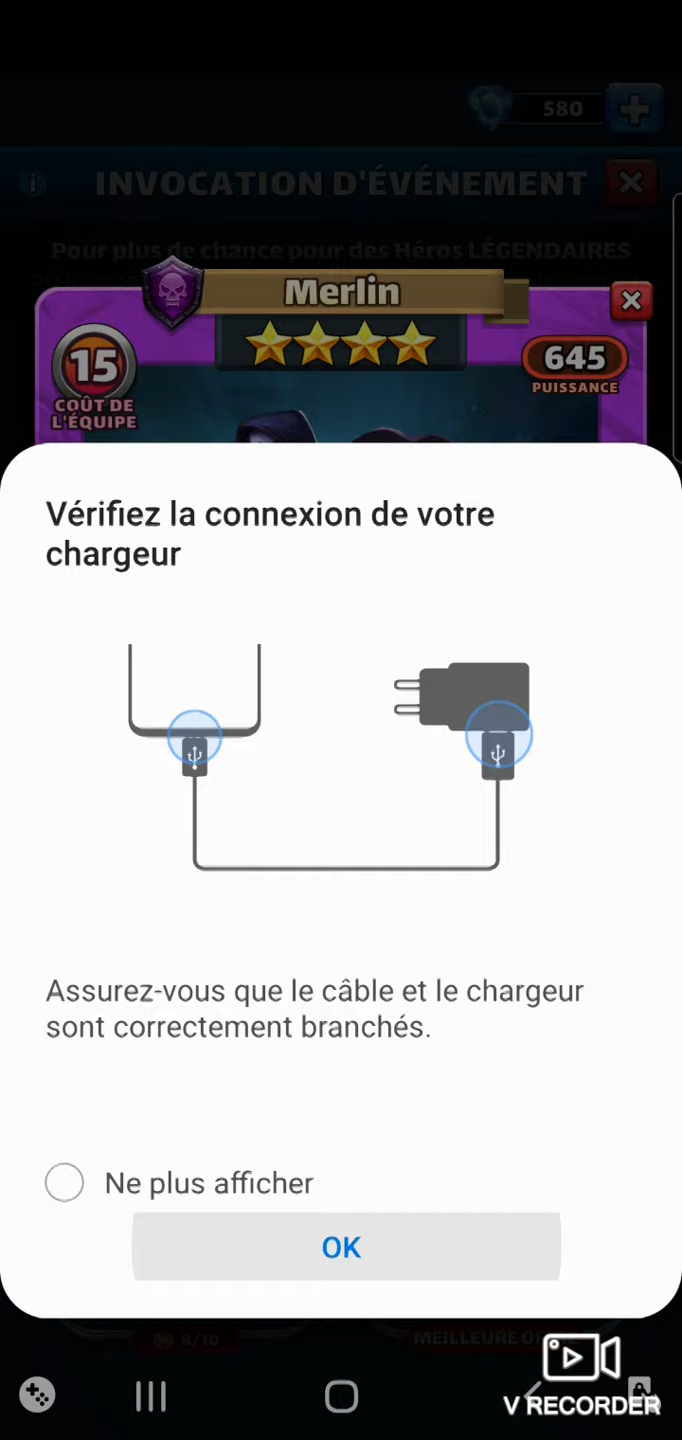 580
INVOCATION D'ÉVÉNEMENT
Pour plus de chance pour des Héros LÉGENDAIRES
Merlin
15
COÛT DE
L'ÉQUIPE
645
PUISSANCE
Vérifiez la connexion de votre
chargeur
Assurez-vous que le câble et le chargeur
sont correctement branchés.
Ne plus afficher
OK
8/10
MEILLEURE
V RECORDER